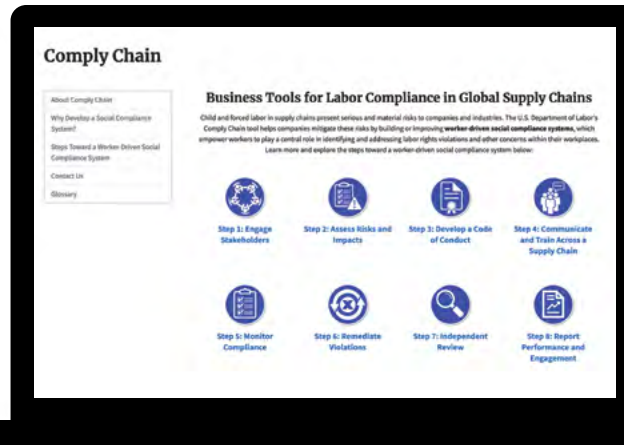 Comply Chain
About Comply Chain
Why Develop a Social Compliance
System?
Steps Toward a Worker-Driven Social
Compliance System
Contact Us
Glossary
Business Tools for Labor Compliance in Global Supply Chains
Child and forced labor in supply chains present serious and material risks to companies and industries. The U.S. Department of Labor's
Comply Chain tool helps companies mitigate these risks by building or improving worker-driven social compliance systems, which
empower workers to play a central role in identifying and addressing labor rights violations and other concerns within their workplaces.
Learn more and explore the steps toward a worker-driven social compliance system below:
Step 1: Engage
Stakeholders
Step 2: Assess Risks and
Impacts
Step 3: Develop a Code
of Conduct
Step 4: Communicate
and Train Across a
Supply Chain
Step 5: Monitor
Compliance
Step 6: Remediate
Violations
Step 7: Independent
Review
Step 8: Report
Performance and
Engagement